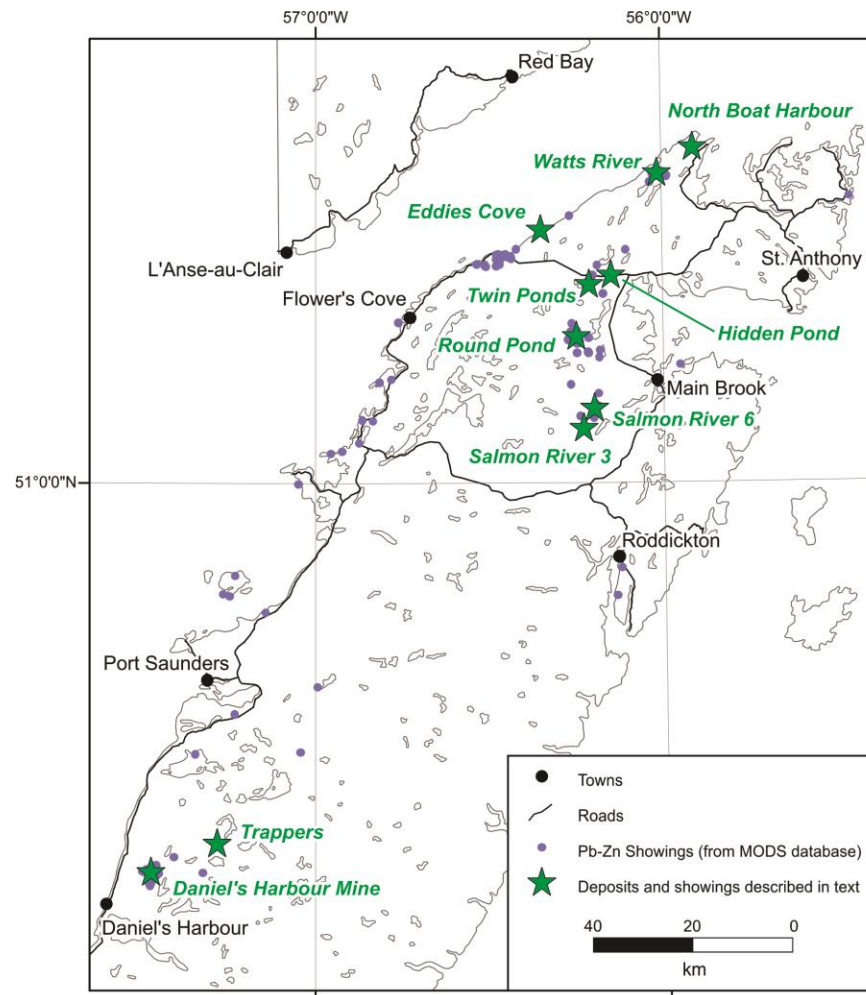 57°0'0"W
56°0'0"W
Red Bay
North Boat Harbour
Watts River
Eddies Cove
L'Anse-au-Clair
St. Anthony
Flower's Cove
Twin Ponds
Hidden Pond
Round Pond
Main Brook
Salmon River 6
Salmon River 3
51°0'0"N
Roddickton
Port Saunders
Trappers
Daniel's Harbour Mine
Daniel's Harbour
Towns
Roads
Pb-Zn Showings (from MODS database)
Deposits and showings described in text
40 20 0
km